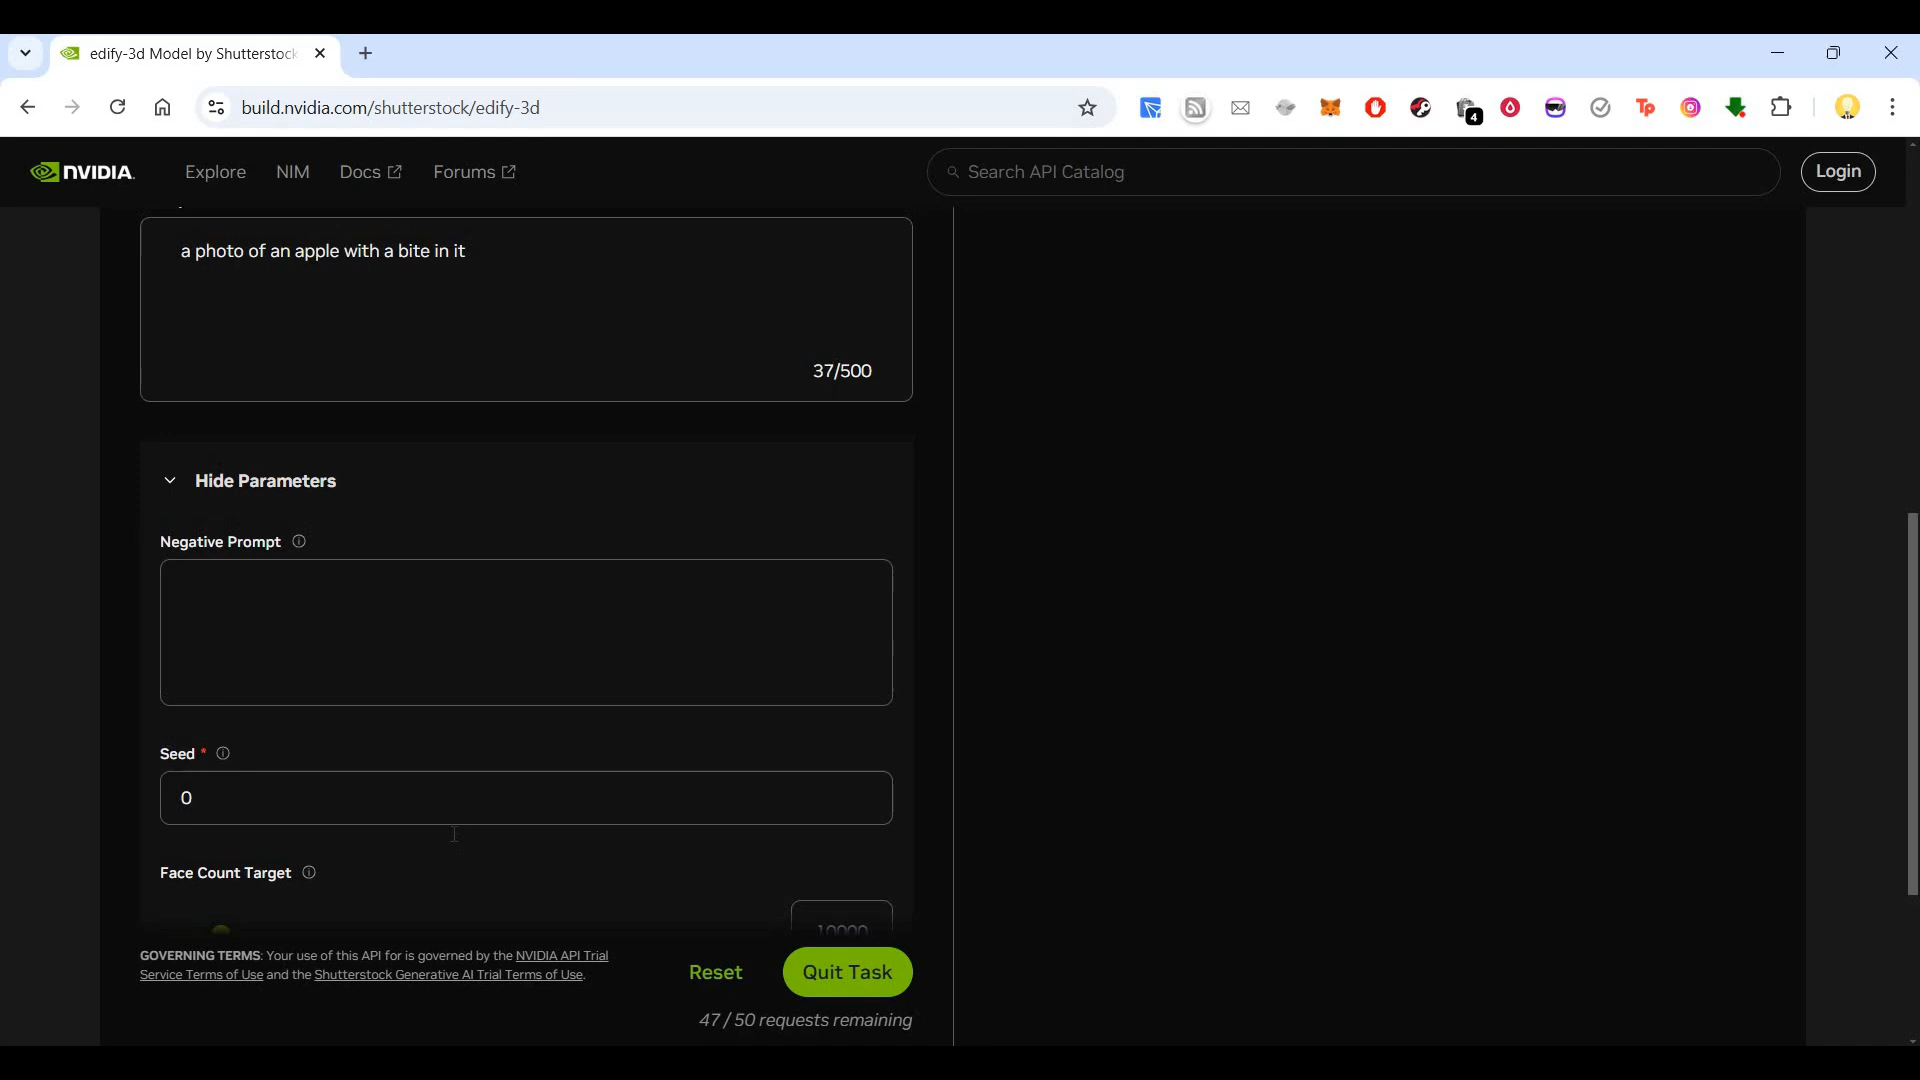 edify-3d Model by Shutterstock
build.nvidia.com/shutterstock/edify-3d
4
NVIDIA.
Explore
NIM
Docs
Forums
Search API Catalog
Login
a photo of an apple with a bite in it
37/500
Hide Parameters
Negative Prompt
Seed *
0
Face Count Target
10000
GOVERNING TERMS: Your use of this API for is governed by the NVIDIA API Trial
Service Terms of Use and the Shutterstock Generative AI Trial Terms of Use.
Reset
Quit Task
47 / 50 requests remaining